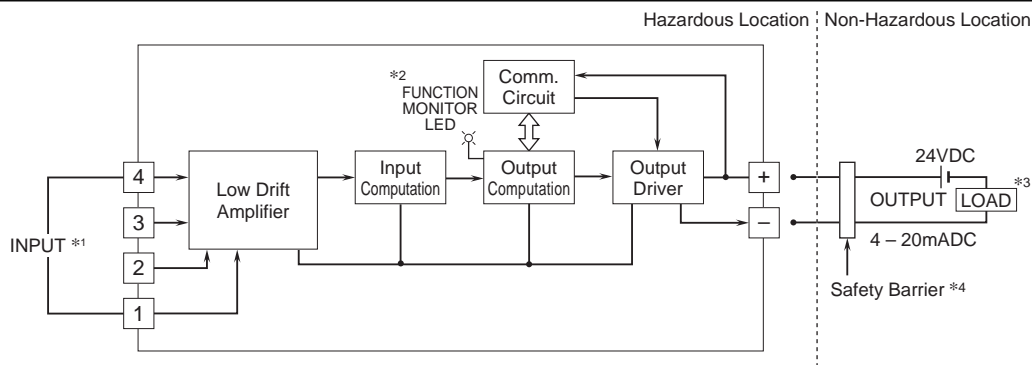 Hazardous Location
Non-Hazardous Location
*2
FUNCTION
MONITOR
LED
Comm.
Circuit
4
3
INPUT *1
2
1
Low Drift
Amplifier
Input
Computation
Output
Computation
Output
Driver
+
–
24VDC
OUTPUT
LOAD
*3
4 – 20mADC
Safety Barrier *4